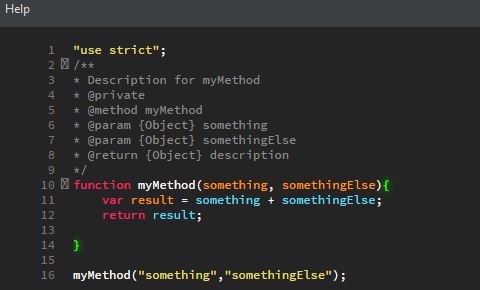 Help
1 "use strict";
2 /**
3 * Description for myMethod
4 * @private
5 * @method myMethod
6 * @param {Object} something
7 * @param {Object} somethingElse
8 * @return {Object} description
9 */
10 function myMethod(something, somethingElse){
11 var result = something + somethingElse;
12 return result;
13
14 }
15
16 myMethod("something","somethingElse");